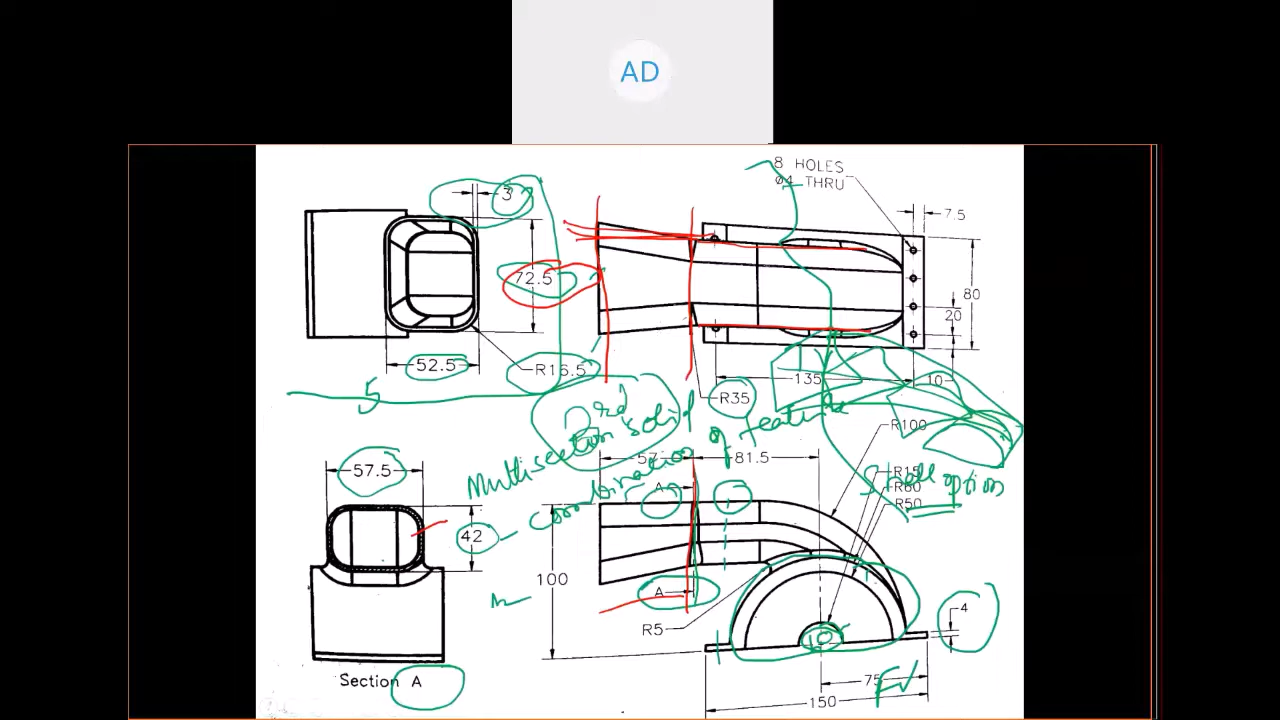 AD
8 HOLES
Ø4 THRU
3
7.5
72.5
80
20
52.5
R16.5
135
10
5
R35
3rd
Multisection solid
- combination of feature
R100
57
81.5
57.5
A
R15
R60
R50
Shell option
42
100
A
R5
10
4
Section A
75
FV
150